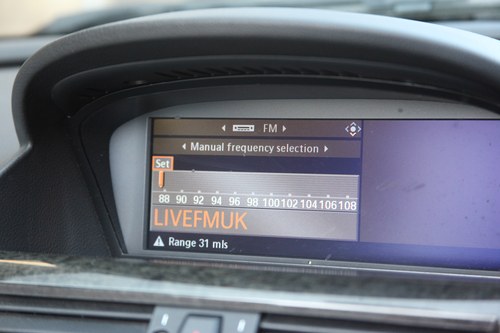 FM
Manual frequency selection
Set
88 90 92 94 96 98 100 102 104 106 108
LIVEFMUK
Range 31 mls